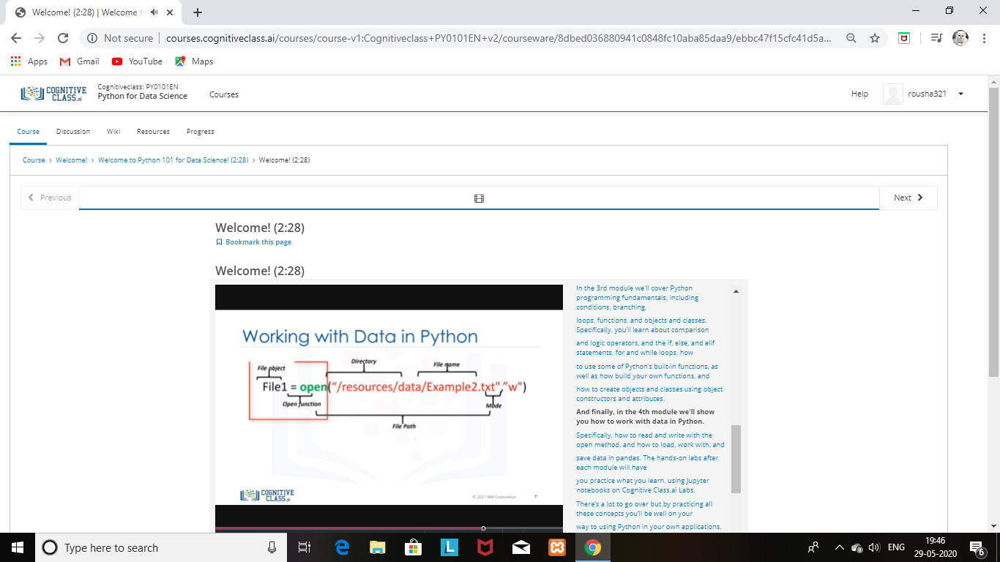 Welcome! (2:28) | Welcome t
Not secure
courses.cognitiveclass.ai/courses/course-v1:Cognitiveclass+PY0101EN+v2/courseware/8dbed036880941c0848fc10aba85daa9/ebbc47f15cfc41d5a...
Apps
Gmail
YouTube
Maps
COGNITIVE
CLASS.ai
Cognitiveclass: PY0101EN
Python for Data Science
Courses
Help
rousha321
Course
Discussion
Wiki
Resources
Progress
Course > Welcome! > Welcome to Python 101 for Data Science! (2:28) > Welcome! (2:28)
Previous
Next
Welcome! (2:28)
Bookmark this page
Welcome! (2:28)
Working with Data in Python
File object
Directory
File name
File1 = open("/resources/data/Example2.txt","w")
Open function
Mode
File Path
COGNITIVE
CLASS.ai
© 2017 IBM Corporation
7
In the 3rd module we'll cover Python
programming fundamentals, including
conditions, branching,
loops, functions, and objects and classes.
Specifically, you'll learn about comparison
and logic operators, and the if, else, and elif
statements, for and while loops, how
to use some of Python's built-in functions, as
well as how build your own functions, and
how to create objects and classes using object
constructors and attributes.
And finally, in the 4th module we'll show
you how to work with data in Python.
Specifically, how to read and write with the
open method, and how to load, work with, and
save data in pandas. The hands-on labs after
each module will have
you practice what you learn, using Jupyter
notebooks on Cognitive Class.ai Labs.
There's a lot to go over but by practicing all
these concepts you'll be well on your
way to using Python in your own applications.
Type here to search
L
ENG
19:46
29-05-2020
6